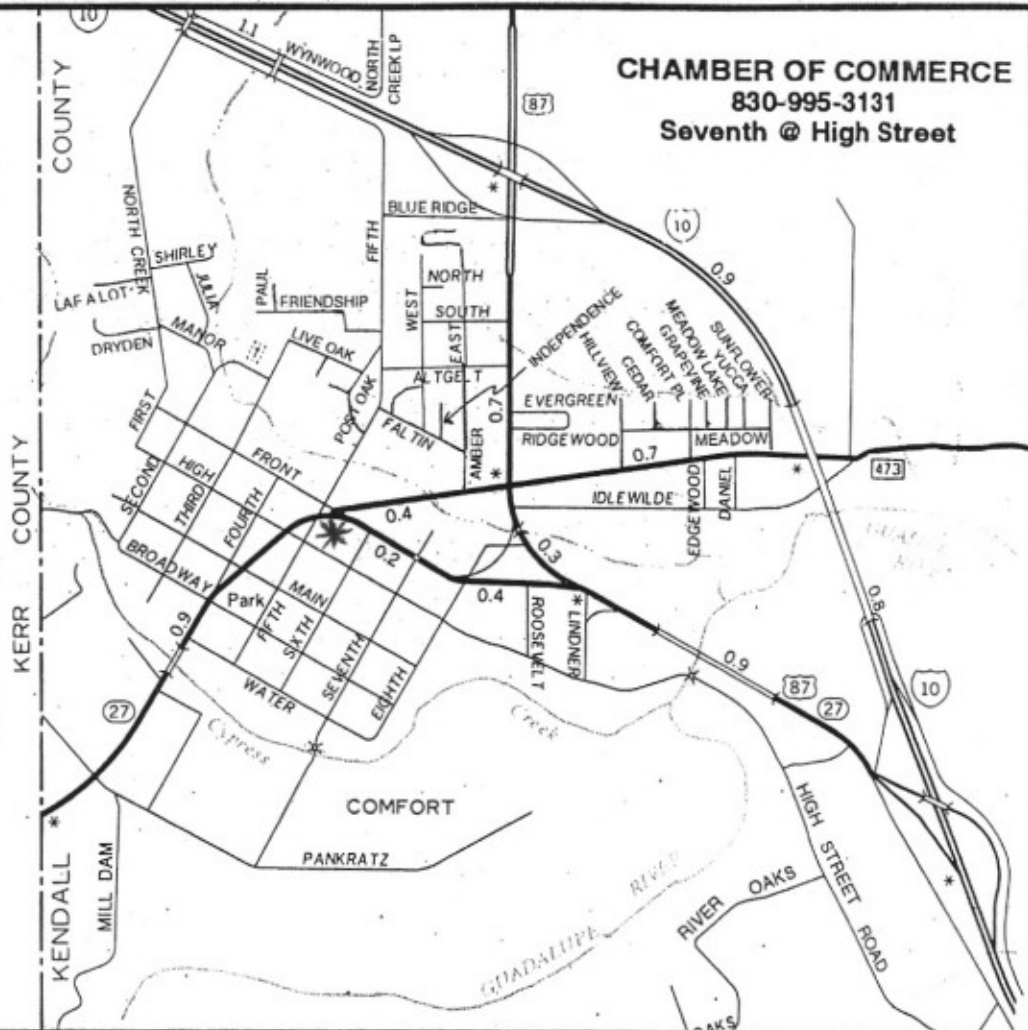 CHAMBER OF COMMERCE
830-995-3131
Seventh @ High Street
10
1.1
WYNWOOD
NORTH
CREEK LP
87
COUNTY
KERR COUNTY
KENDALL
NORTH CREEK
BLUE RIDGE
FIFTH
10
0.9
SHIRLEY
JULIA
LAF A LOT
DRYDEN
MANOR
PAUL
FRIENDSHIP
LIVE OAK
POST OAK
WEST
NORTH
SOUTH
EAST
ALTGELT
FALTIN
INDEPENDENCE
HILLVIEW
CEDAR
COMFORT PL
GRAPEVINE
MEADOW LAKE
YUCCA
SUNFLOWER
EVERGREEN
RIDGEWOOD
MEADOW
0.7
0.7
AMBER
473
IDLEWILDE
EDGEWOOD
DANIEL
FIRST
SECOND
HIGH
THIRD
FRONT
FOURTH
BROADWAY
Park
MAIN
FIFTH
SIXTH
SEVENTH
EIGHTH
WATER
0.4
0.2
0.3
0.4
ROOSEVELT
LINDNER
0.9
0.9
87
27
0.8
10
27
Cypress
Creek
COMFORT
PANKRATZ
MILL DAM
GUADALUPE
RIVER
RIVER OAKS
HIGH STREET ROAD
OAKS